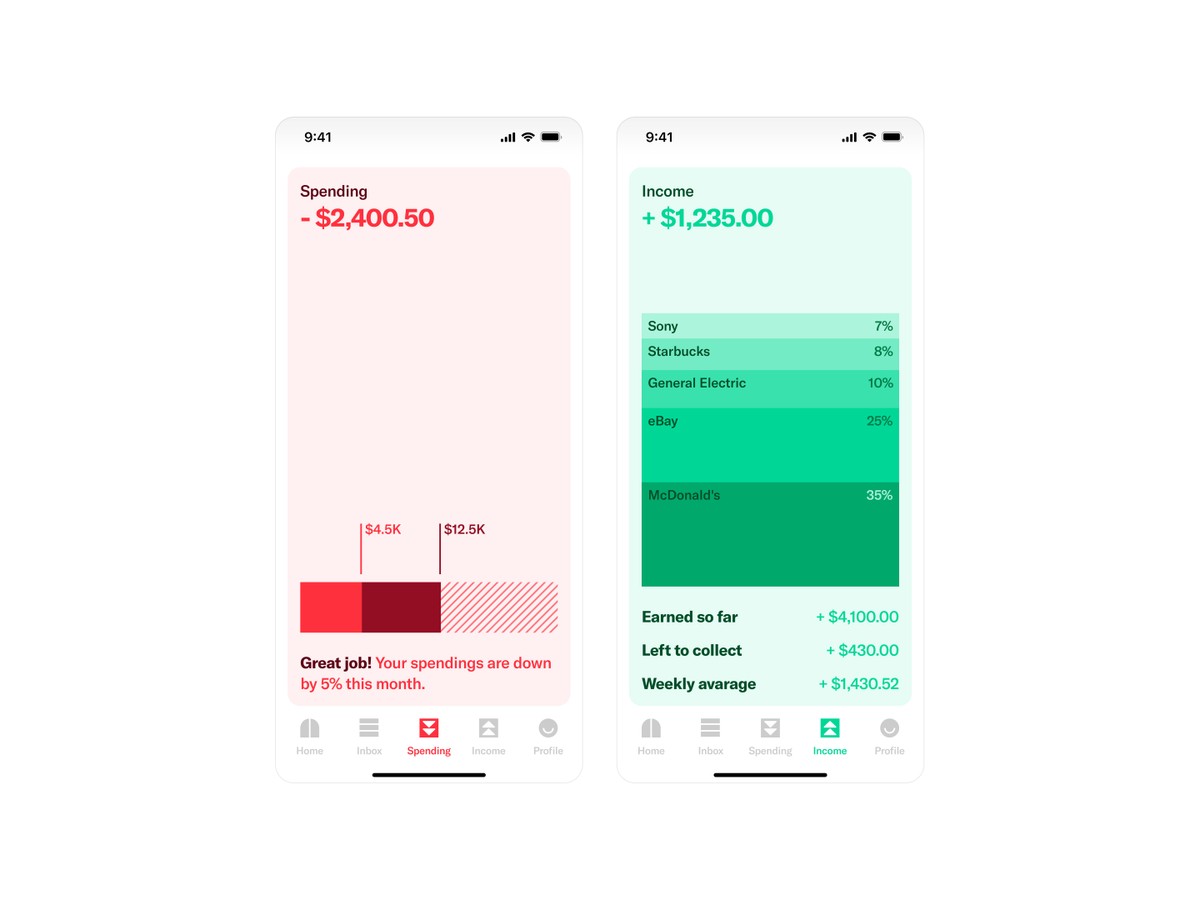 9:41
Spending
- $2,400.50
$4.5K
$12.5K
Great job! Your spendings are down
by 5% this month.
Home
Inbox
Spending
Income
Profile
9:41
Income
+ $1,235.00
Sony 7%
Starbucks 8%
General Electric 10%
eBay 25%
McDonald's 35%
Earned so far + $4,100.00
Left to collect + $430.00
Weekly avarage + $1,430.52
Home
Inbox
Spending
Income
Profile